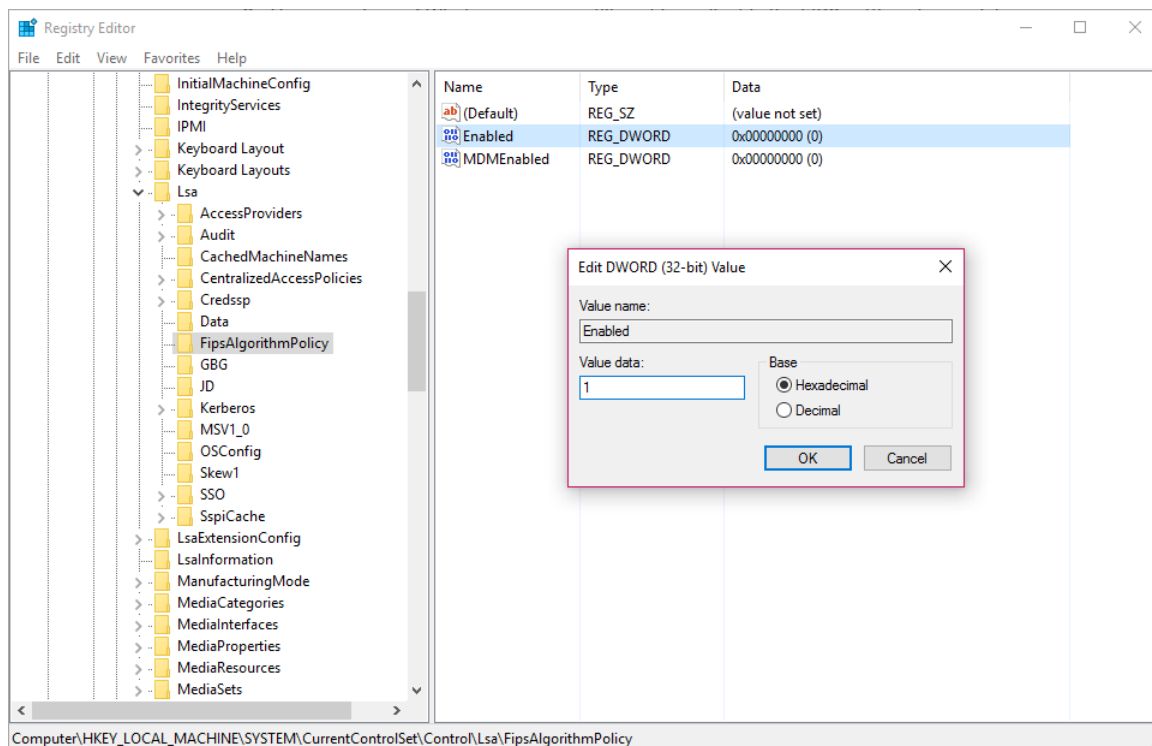 Registry Editor
File Edit View Favorites Help
InitialMachineConfig
IntegrityServices
IPMI
Keyboard Layout
Keyboard Layouts
Lsa
AccessProviders
Audit
CachedMachineNames
CentralizedAccessPolicies
Credssp
Data
FipsAlgorithmPolicy
GBG
JD
Kerberos
MSV1_0
OSConfig
Skew1
SSO
SspiCache
LsaExtensionConfig
LsaInformation
ManufacturingMode
MediaCategories
MediaInterfaces
MediaProperties
MediaResources
MediaSets
Name Type Data
ab (Default) REG_SZ (value not set)
Enabled REG_DWORD 0x00000000 (0)
MDMEnabled REG_DWORD 0x00000000 (0)
Edit DWORD (32-bit) Value
Value name:
Enabled
Value data:
1
Base
Hexadecimal
Decimal
OK Cancel
Computer\HKEY_LOCAL_MACHINE\SYSTEM\CurrentControlSet\Control\Lsa\FipsAlgorithmPolicy